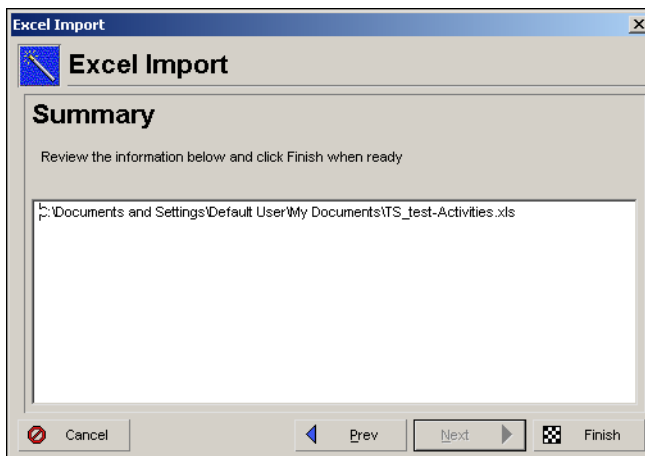 Excel Import
Excel Import
Summary
Review the information below and click Finish when ready
C:\Documents and Settings\Default User\My Documents\TS_test-Activities.xls
Cancel
Prev
Next
Finish